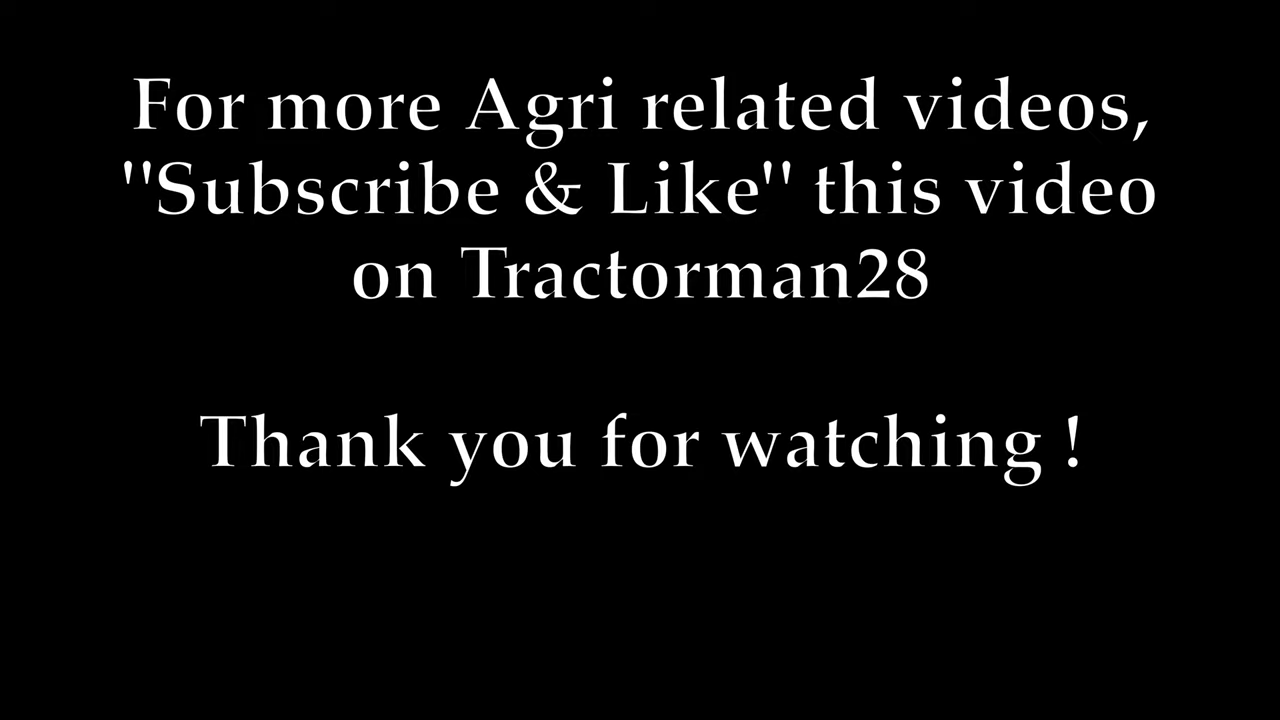 For more Agri related videos,
"Subscribe & Like" this video
on Tractorman28
Thank you for watching !